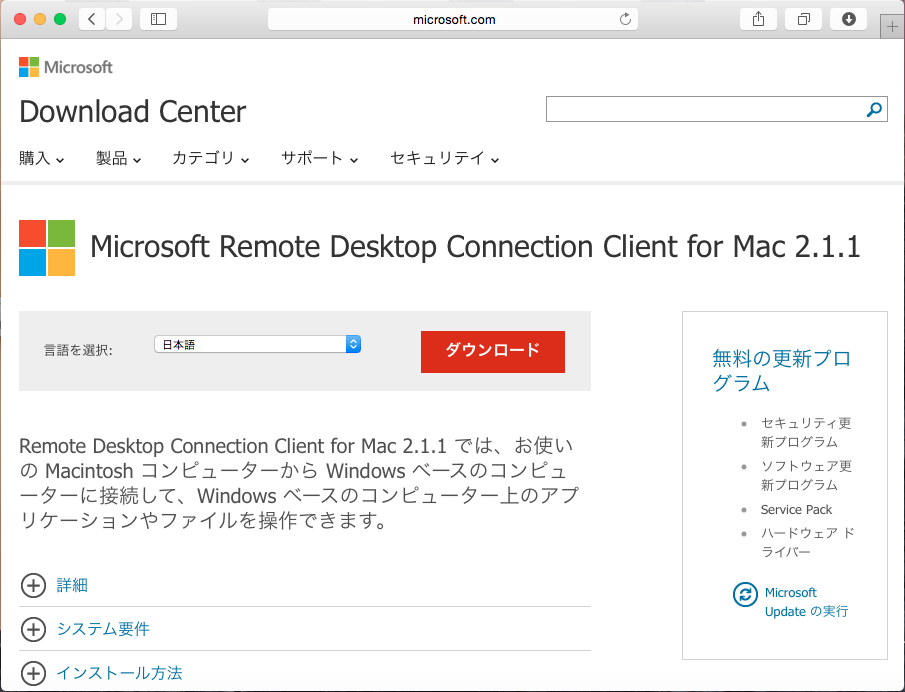 microsoft.com
Microsoft
Download Center
購入
製品
カテゴリ
サポート
セキュリテイ
Microsoft Remote Desktop Connection Client for Mac 2.1.1
言語を選択:
日本語
ダウンロード
Remote Desktop Connection Client for Mac 2.1.1 では、お使い
の Macintosh コンピューターから Windows ベースのコンピュ
ーターに接続して、Windows ベースのコンピューター上のアプ
リケーションやファイルを操作できます。
詳細
システム要件
インストール方法
無料の更新プロ
グラム
セキュリティ更
新プログラム
ソフトウェア更
新プログラム
Service Pack
ハードウェア ド
ライバー
Microsoft
Update の実行